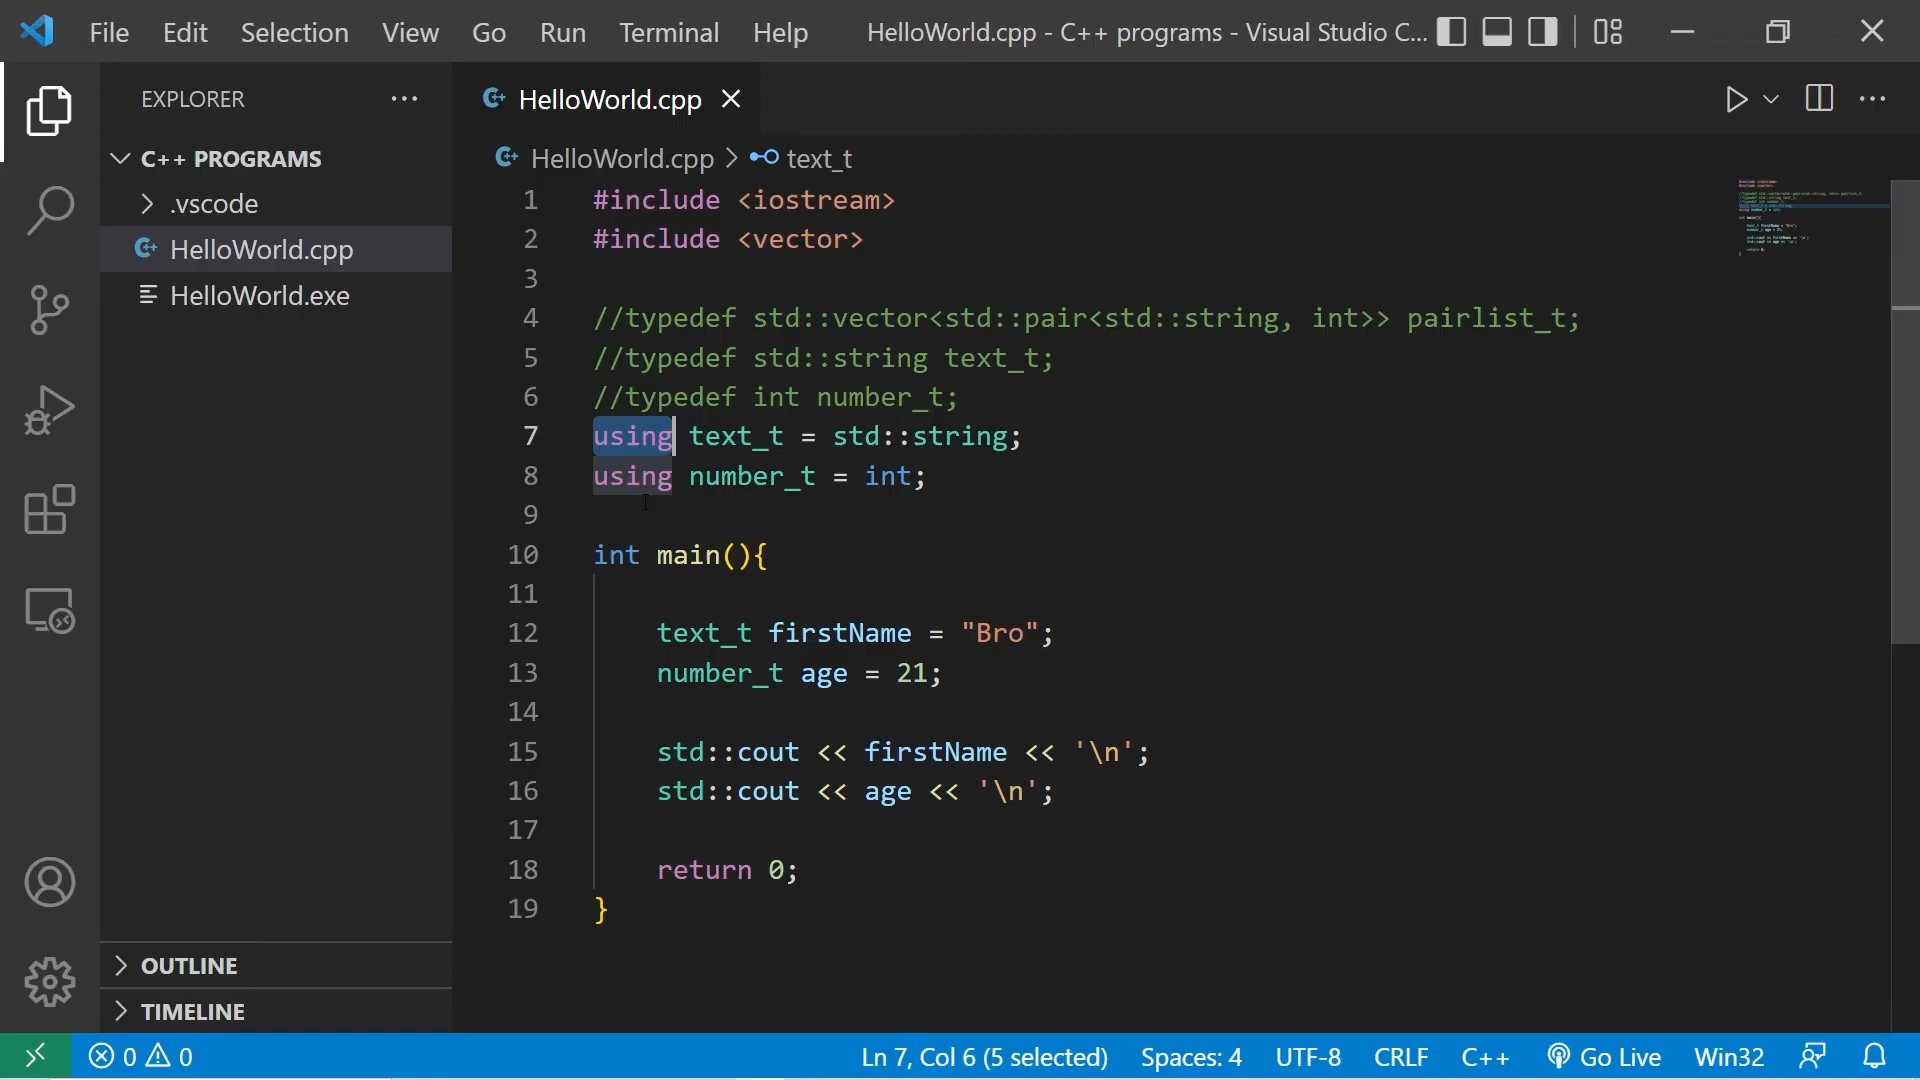 File Edit Selection View Go Run Terminal Help HelloWorld.cpp - C++ programs - Visual Studio C...
EXPLORER
C++ PROGRAMS
.vscode
HelloWorld.cpp
HelloWorld.exe
OUTLINE
TIMELINE
HelloWorld.cpp
HelloWorld.cpp > text_t
1 #include <iostream>
2 #include <vector>
3
4 //typedef std::vector<std::pair<std::string, int>> pairlist_t;
5 //typedef std::string text_t;
6 //typedef int number_t;
7 using text_t = std::string;
8 using number_t = int;
9
10 int main(){
11
12 text_t firstName = "Bro";
13 number_t age = 21;
14
15 std::cout << firstName << '\n';
16 std::cout << age << '\n';
17
18 return 0;
19 }
0 0 Ln 7, Col 6 (5 selected) Spaces: 4 UTF-8 CRLF C++ Go Live Win32